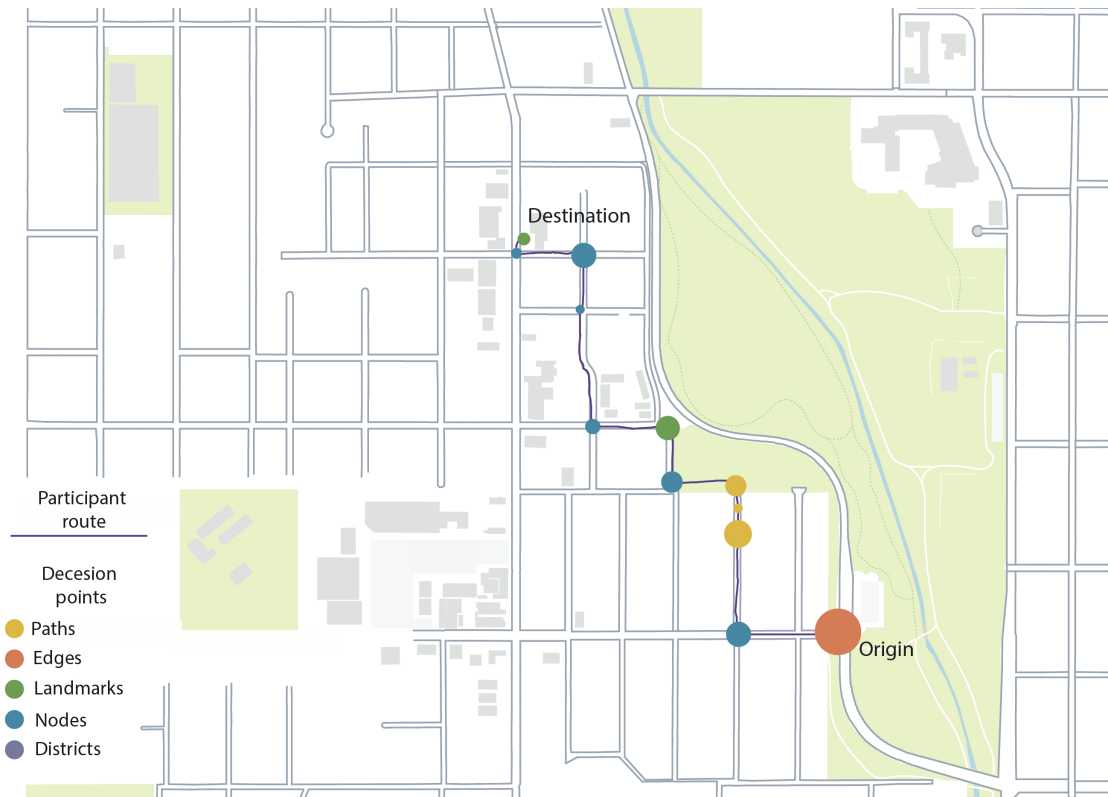 Destination
Participant
route
Decesion
points
Paths
Edges
Landmarks
Nodes
Districts
Origin